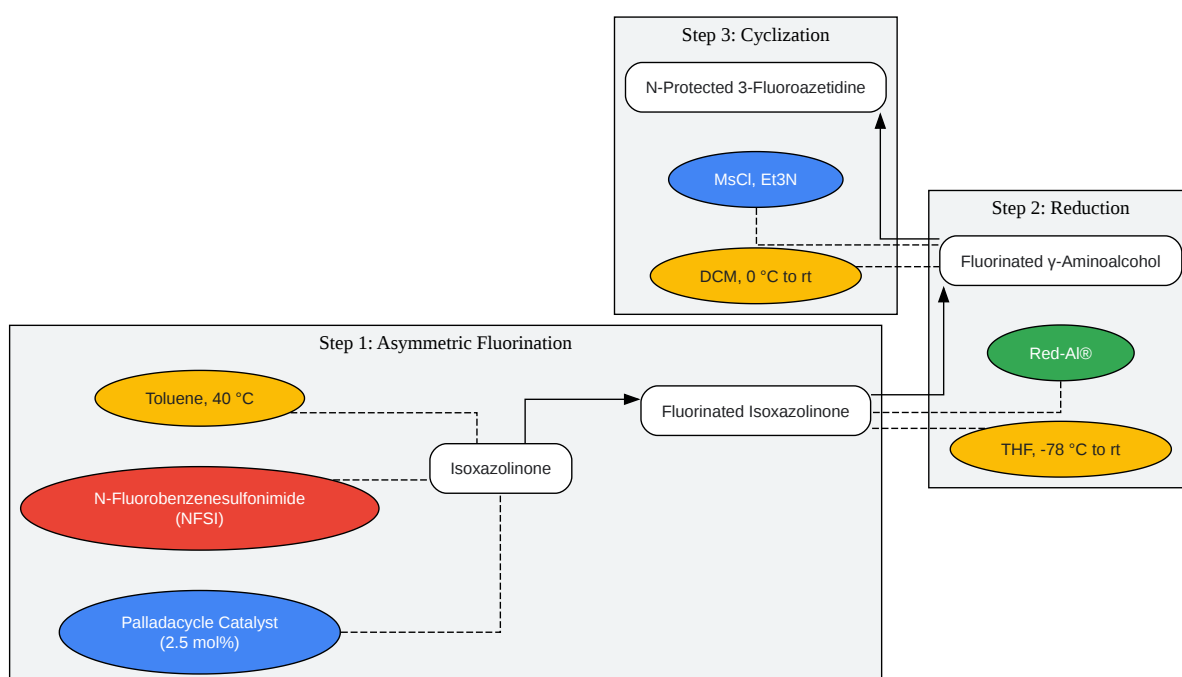 Step 3: Cyclization
N-Protected 3-Fluoroazetidine
MsCl, Et3N
DCM, 0 °C to rt
Step 2: Reduction
Fluorinated γ-Aminoalcohol
Red-Al®
THF, -78 °C to rt
Step 1: Asymmetric Fluorination
Toluene, 40 °C
Fluorinated Isoxazolinone
Isoxazolinone
N-Fluorobenzenesulfonimide
(NFSI)
Palladacycle Catalyst
(2.5 mol%)